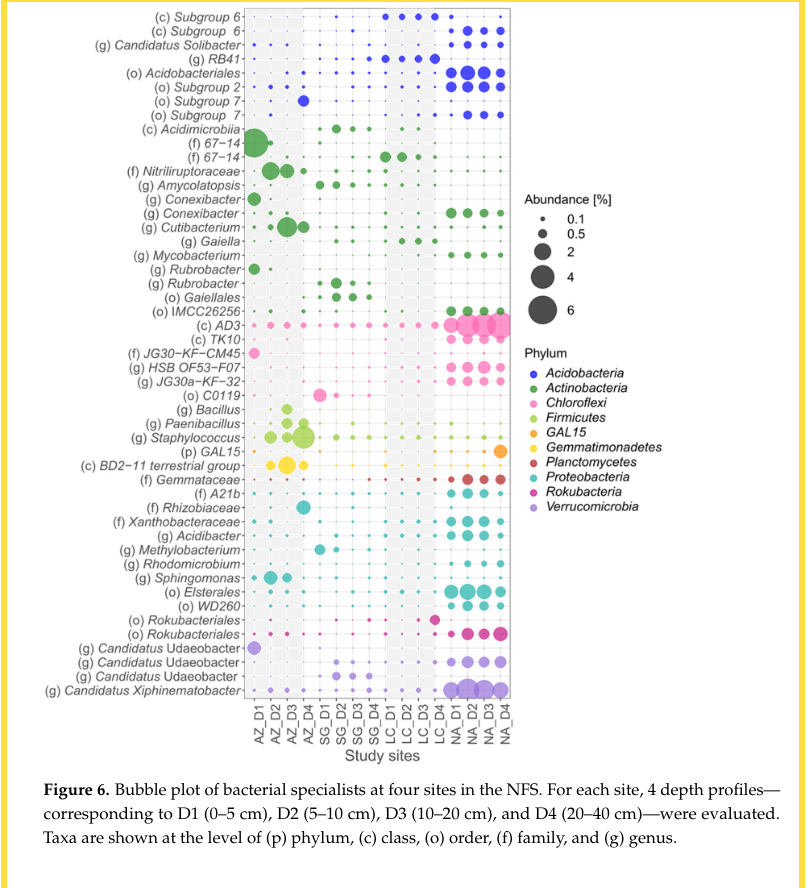 (c) Subgroup 6
(c) Subgroup 6
(g) Candidatus Solibacter
(g) RB41
(o) Acidobacteriales
(o) Subgroup 2
(o) Subgroup 7
(o) Subgroup 7
(c) Acidimicrobiia
(f) 67−14
(f) 67−14
(f) Nitriliruptoraceae
(g) Amycolatopsis
(g) Conexibacter
(g) Conexibacter
(g) Cutibacterium
(g) Gaiella
(g) Mycobacterium
(g) Rubrobacter
(g) Rubrobacter
(o) Gaiellales
(o) IMCC26256
(c) AD3
(c) TK10
(f) JG30−KF−CM45
(g) HSB OF53−F07
(g) JG30a−KF−32
(o) C0119
(g) Bacillus
(g) Paenibacillus
(g) Staphylococcus
(p) GAL15
(c) BD2−11 terrestrial group
(f) Gemmataceae
(f) A21b
(f) Rhizobiaceae
(f) Xanthobacteraceae
(g) Acidibacter
(g) Methylobacterium
(g) Rhodomicrobium
(g) Sphingomonas
(o) Elsterales
(o) WD260
(o) Rokubacteriales
(o) Rokubacteriales
(g) Candidatus Udaeobacter
(g) Candidatus Udaeobacter
(g) Candidatus Udaeobacter
(g) Candidatus Xiphinematobacter
AZ_D1
AZ_D2
AZ_D3
AZ_D4
SG_D1
SG_D2
SG_D3
SG_D4
LC_D1
LC_D2
LC_D3
LC_D4
NA_D1
NA_D2
NA_D3
NA_D4
Study sites
Abundance [%]
0.1
0.5
2
4
6
Phylum
Acidobacteria
Actinobacteria
Chloroflexi
Firmicutes
GAL15
Gemmatimonadetes
Planctomycetes
Proteobacteria
Rokubacteria
Verrucomicrobia
Figure 6. Bubble plot of bacterial specialists at four sites in the NFS. For each site, 4 depth profiles—
corresponding to D1 (0–5 cm), D2 (5–10 cm), D3 (10–20 cm), and D4 (20–40 cm)—were evaluated.
Taxa are shown at the level of (p) phylum, (c) class, (o) order, (f) family, and (g) genus.